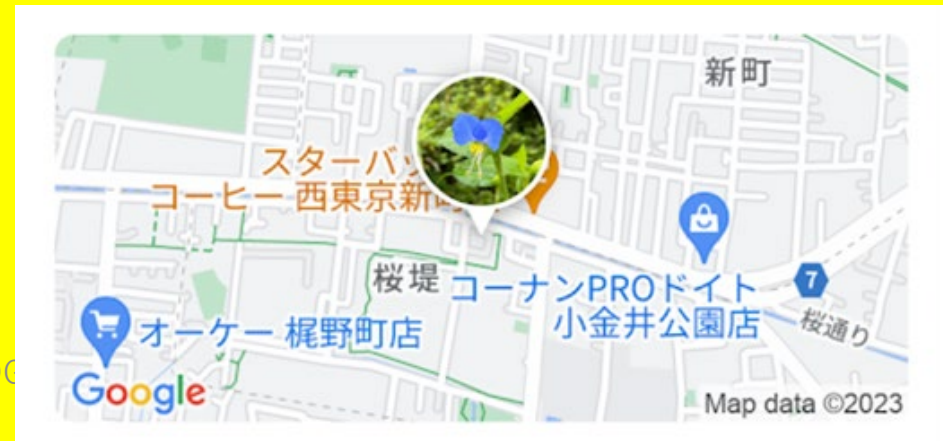 新町
スターバッ
コーヒー 西東京新町
桜堤
コーナンPROドイト
小金井公園店
7
桜通り
オーケー 梶野町店
Google
Map data ©2023